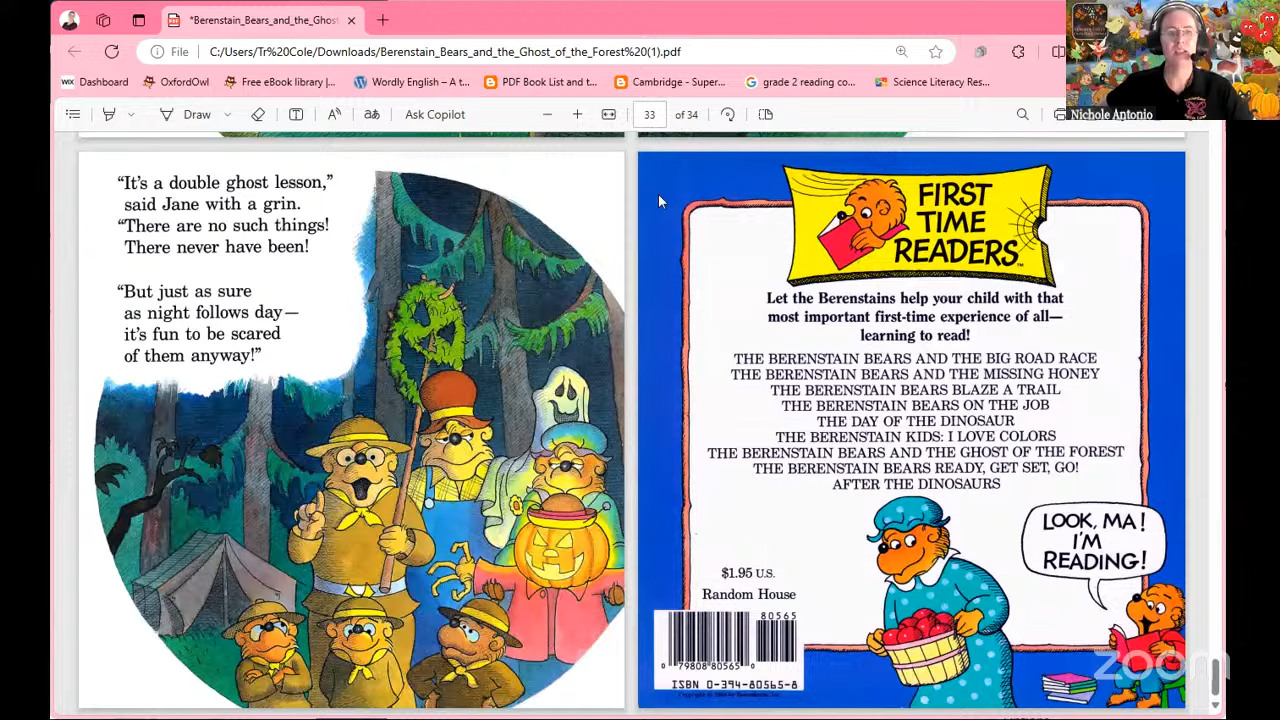 *Berenstain_Bears_and_the_Ghost
File
C:/Users/Tr%20Cole/Downloads/Berenstain_Bears_and_the_Ghost_of_the_Forest%20(1).pdf
WIX Dashboard
OxfordOwl
Free eBook library |...
Wordly English – A t...
PDF Book List and t...
Cambridge - Super...
grade 2 reading co...
Science Literacy Res...
Nichole Antonio
Draw
Ask Copilot
33 of 34
“It's a double ghost lesson,”
said Jane with a grin.
“There are no such things!
There never have been!
“But just as sure
as night follows day—
it's fun to be scared
of them anyway!”
FIRST
TIME
READERS™
Let the Berenstains help your child with that
most important first-time experience of all—
learning to read!
THE BERENSTAIN BEARS AND THE BIG ROAD RACE
THE BERENSTAIN BEARS AND THE MISSING HONEY
THE BERENSTAIN BEARS BLAZE A TRAIL
THE BERENSTAIN BEARS ON THE JOB
THE DAY OF THE DINOSAUR
THE BERENSTAIN KIDS: I LOVE COLORS
THE BERENSTAIN BEARS AND THE GHOST OF THE FOREST
THE BERENSTAIN BEARS READY, GET SET, GO!
AFTER THE DINOSAURS
LOOK, MA!
I'M
READING!
$1.95 U.S.
Random House
80565
0 79808 80565 0
ISBN 0-394-80565-8
zoom